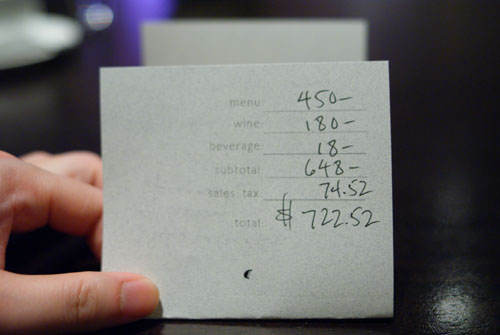 menu 450-
wine 180-
beverage 18-
subtotal 648-
sales tax 74.52
total $722.52